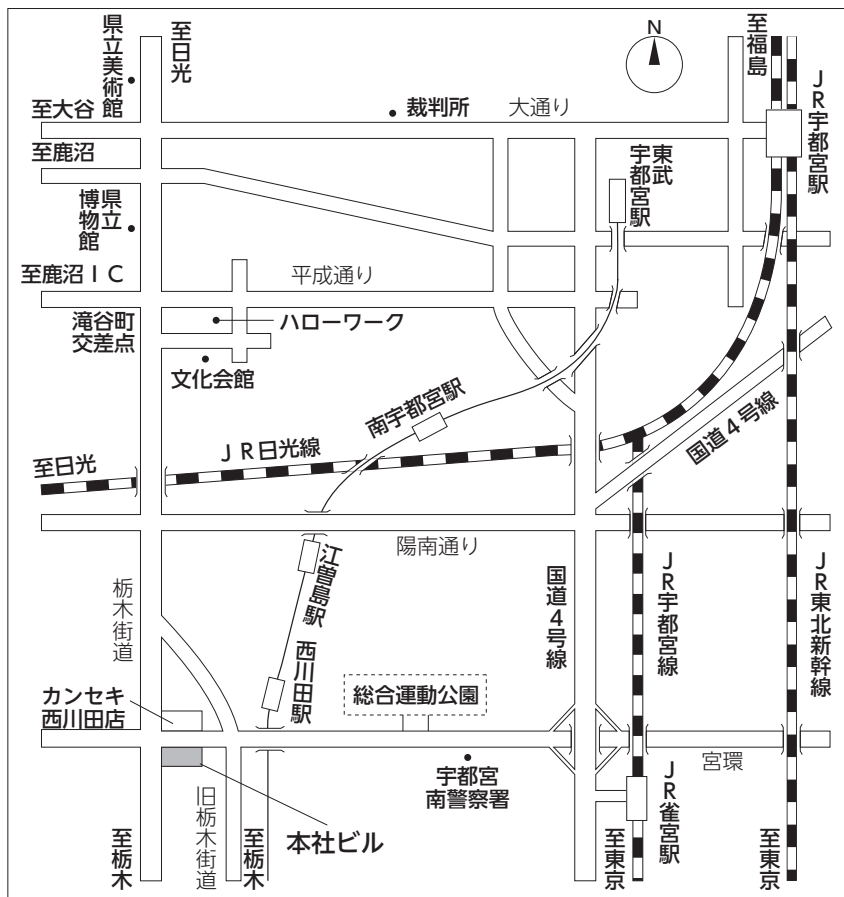 N
至日光
県立美術館
至福島
至大谷
裁判所
大通り
JR宇都宮駅
至鹿沼
東武
宇都宮駅
県立
博物館
至鹿沼IC
平成通り
滝谷町
交差点
ハローワーク
文化会館
南宇都宮駅
国道4号線
至日光
JR日光線
陽南通り
江曽島駅
国道4号線
JR宇都宮線
JR東北新幹線
栃木街道
西川田駅
カンセキ
西川田店
総合運動公園
宮環
宇都宮
南警察署
JR雀宮駅
旧栃木街道
本社ビル
至栃木
至栃木
至東京
至東京